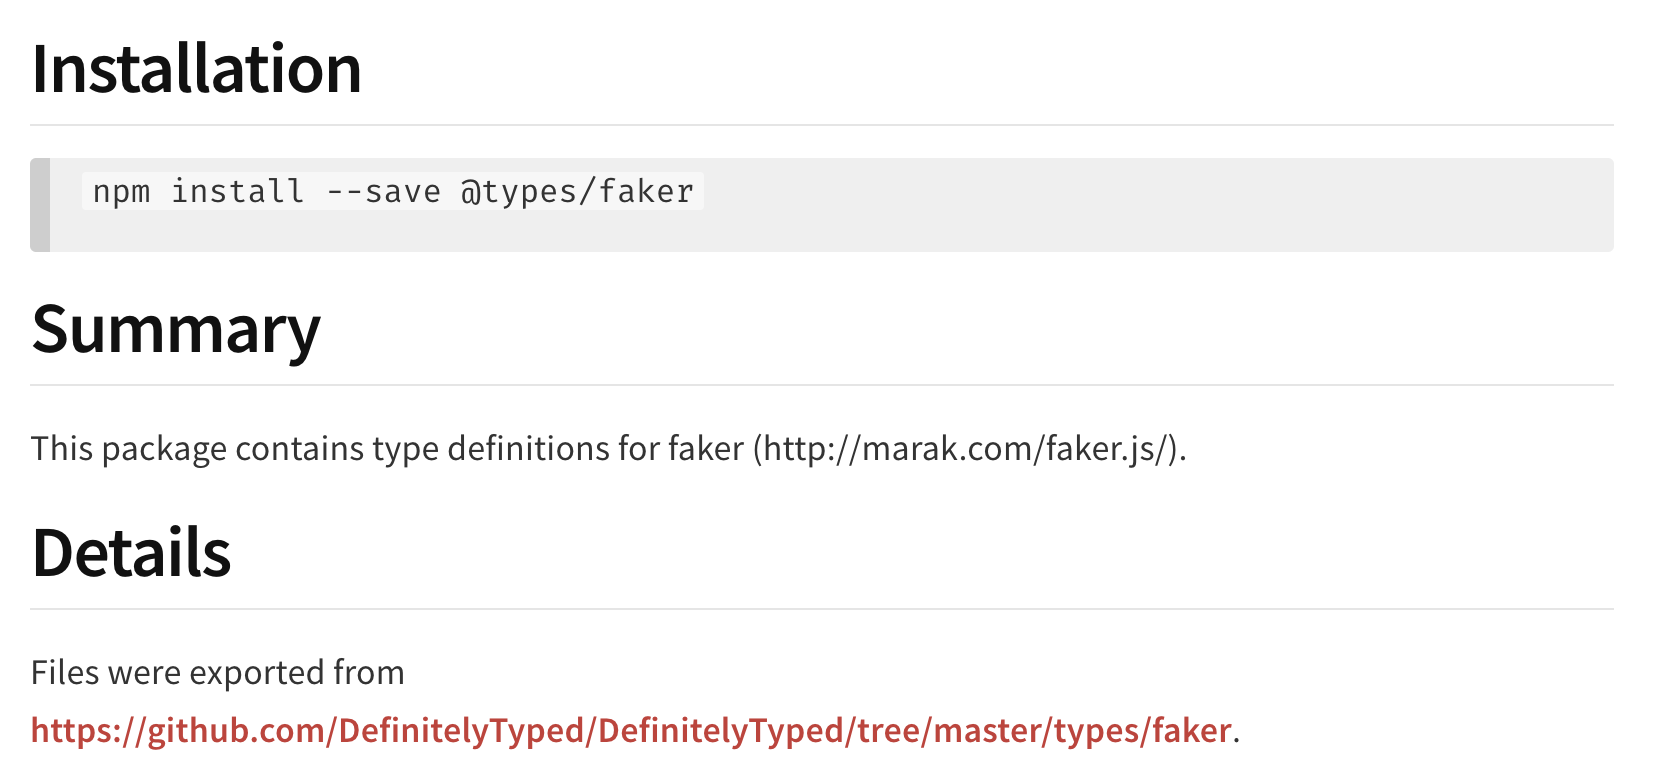 Installation
npm install --save @types/faker
Summary
This package contains type definitions for faker (http://marak.com/faker.js/).
Details
Files were exported from
https://github.com/DefinitelyTyped/DefinitelyTyped/tree/master/types/faker.